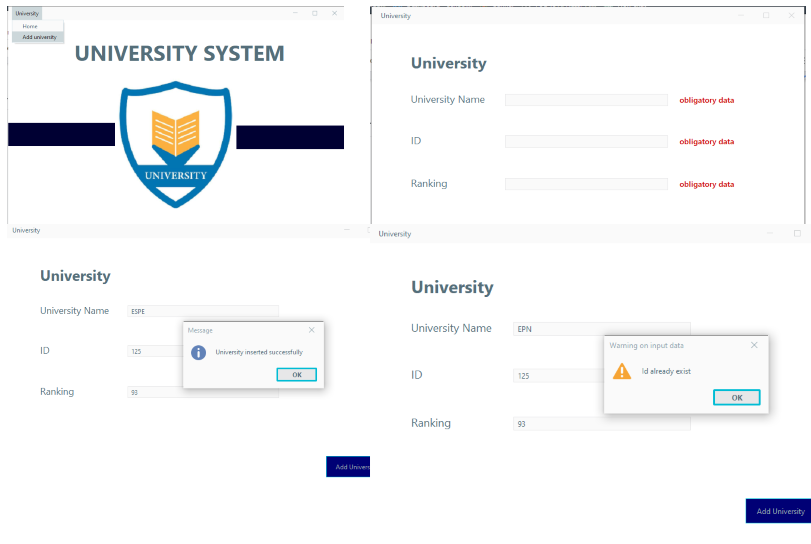 University
Home
Add university
UNIVERSITY SYSTEM
UNIVERSITY
University
University
University Name
obligatory data
ID
obligatory data
Ranking
obligatory data
University
University
University Name
ESPE
ID
125
Ranking
93
Message
University inserted successfully
OK
Add Univers
University
University
University Name
EPN
ID
125
Ranking
93
Warning on input data
Id already exist
OK
Add University